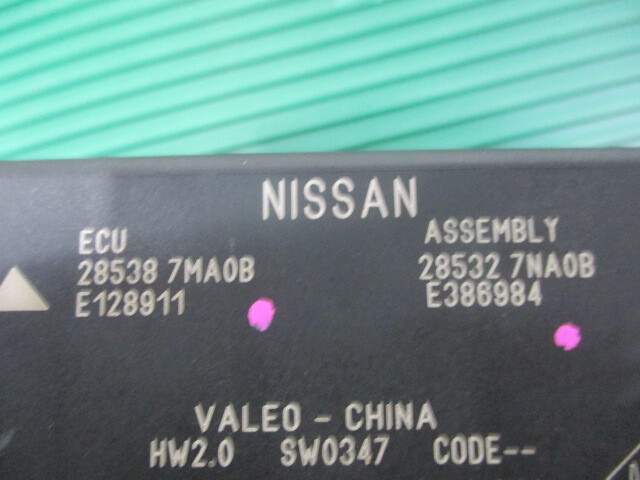 NISSAN
ECU
28538 7MA0B
E128911
ASSEMBLY
28532 7NA0B
E386984
VALEO - CHINA
HW2.0 SW0347 CODE--